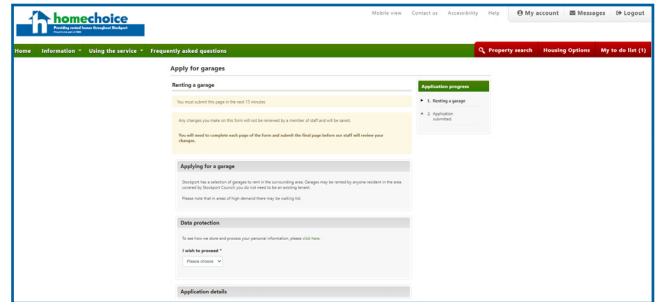 Mobile view Contact us Accessibility Help My account Messages Logout
homechoice
Providing rented homes throughout Stockport
Home Information Using the service Frequently asked questions Property search Housing Options My to do list (1)
Apply for garages
Renting a garage
You must submit this page in the next 15 minutes
Any changes you make on this form will not be reviewed by a member of staff until be saved.
You will need to complete each page of the form and submit the final page before our staff will review your
changes.
Application progress
1. Renting a garage
2. Application
submitted
Applying for a garage
Stockport has a selection of garages to rent in the surrounding area. Garages may be rented by anyone resident in the area
covered by Stockport Council you do not need to be an existing tenant.
Please note that in areas of high demand there may be waiting list.
Data protection
To see how we store and process your personal information, please click here.
I wish to proceed *
Please choose
Application details